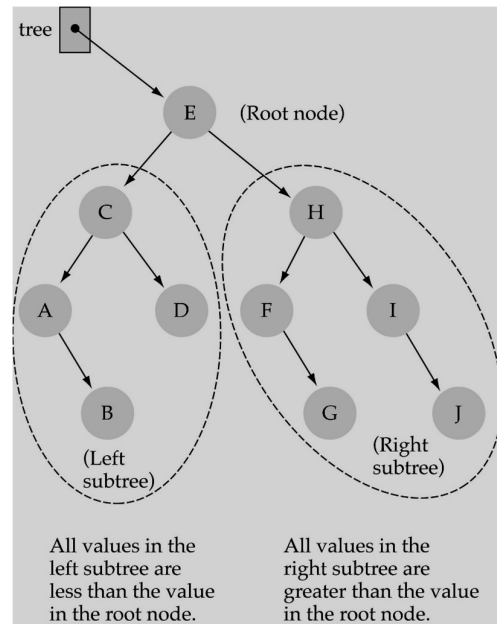 tree
E
(Root node)
C
H
A
D
F
I
B
G
J
(Left
subtree)
(Right
subtree)
All values in the
left subtree are
less than the value
in the root node.
All values in the
right subtree are
greater than the value
in the root node.